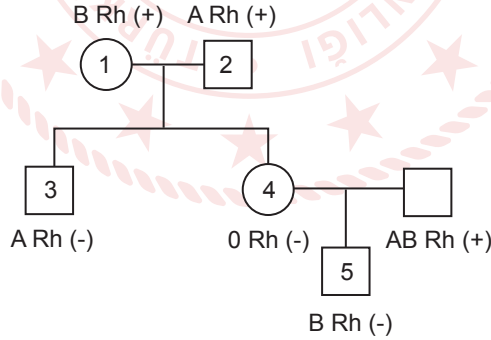 B Rh (+) A Rh (+)
1 2
3 4
A Rh (-) 0 Rh (-) AB Rh (+)
5
B Rh (-)